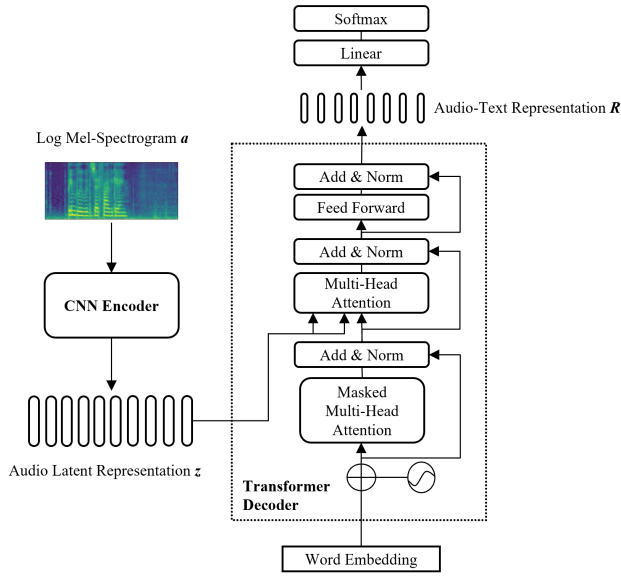 Softmax
Linear
Audio-Text Representation R
Log Mel-Spectrogram a
Add & Norm
Feed Forward
Add & Norm
Multi-Head
Attention
CNN Encoder
Add & Norm
Masked
Multi-Head
Attention
Audio Latent Representation z
Transformer
Decoder
Word Embedding